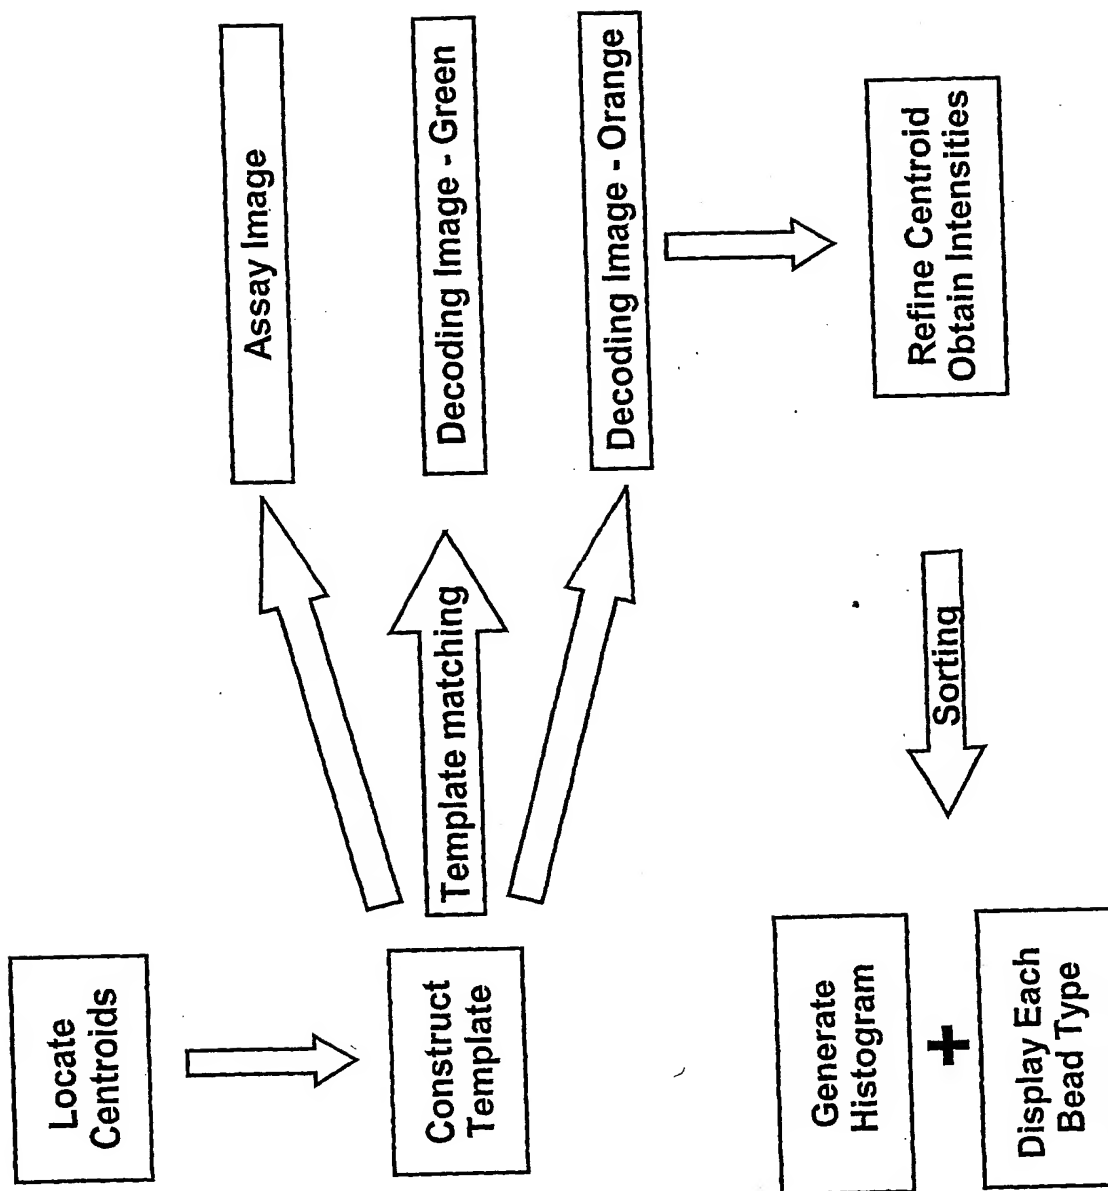 Locate
Centroids
Construct
Template
Template matching
Assay Image
Decoding Image - Green
Decoding Image - Orange
Refine Centroid
Obtain Intensities
Sorting
Generate
Histogram
+
Display Each
Bead Type